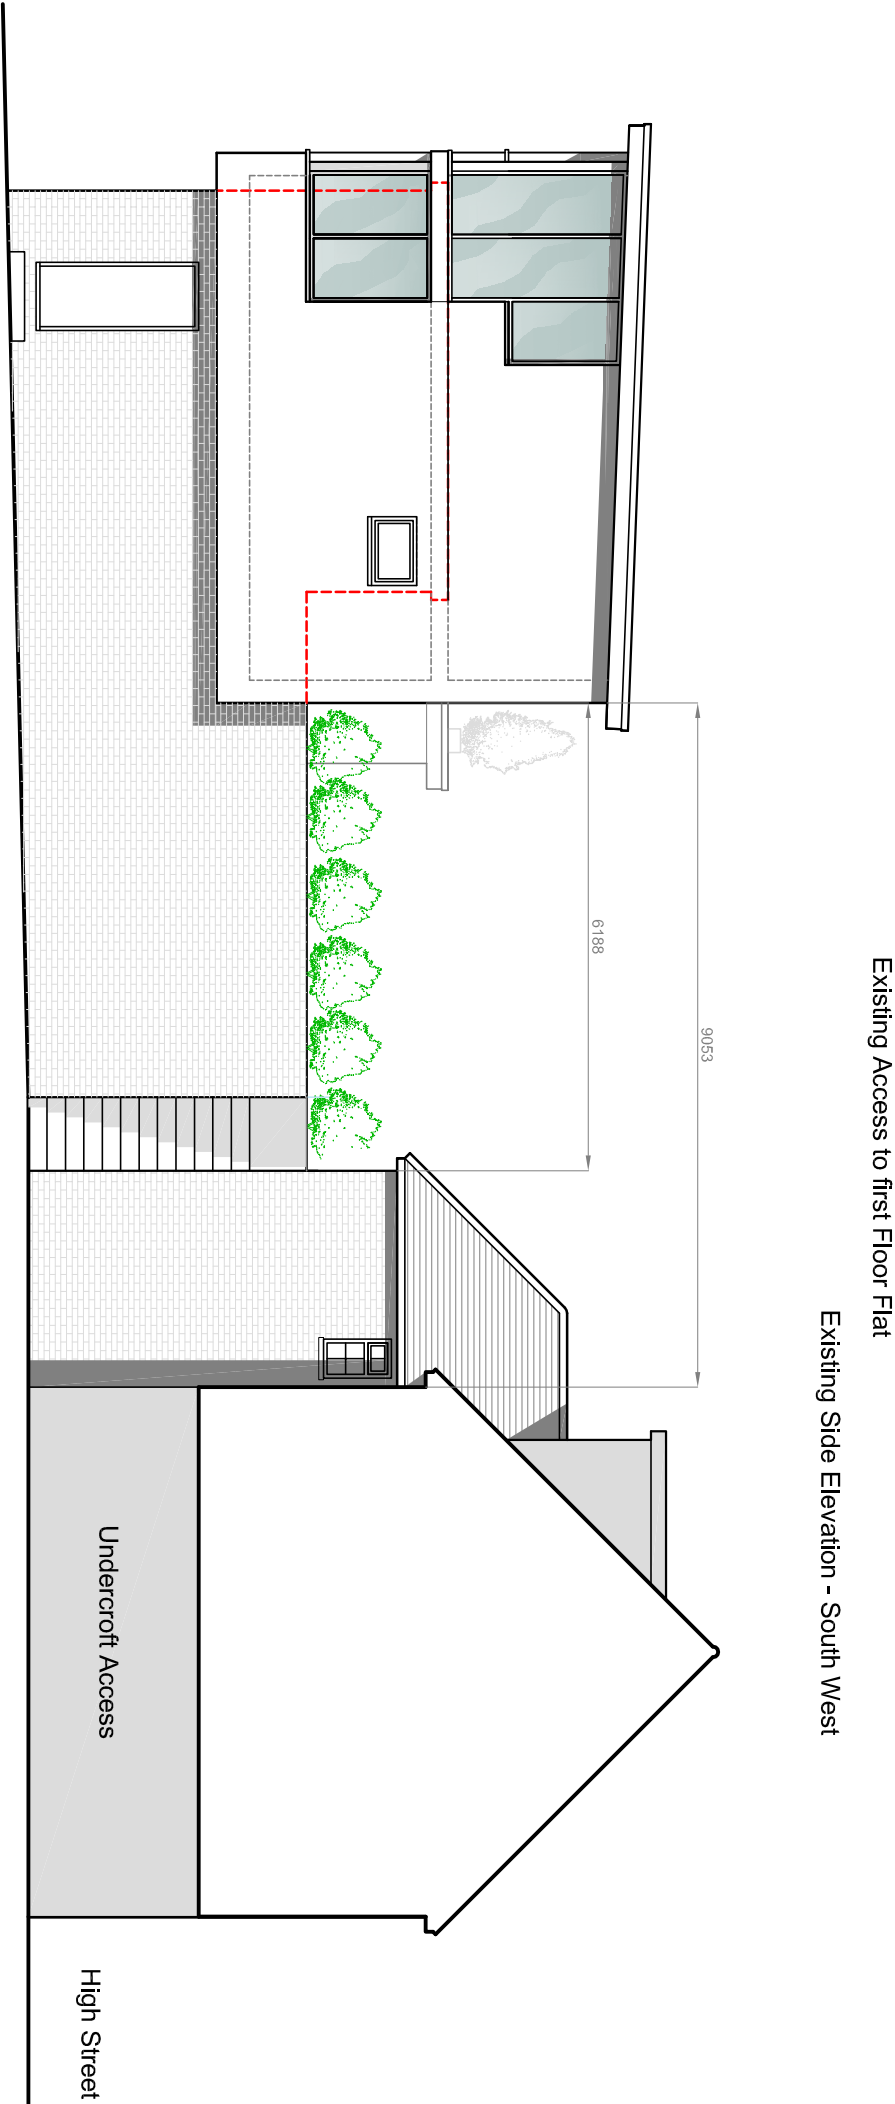 Existing Access to first Floor Flat
Existing Side Elevation - South West
9053
6188
Undercroft Access
High Street